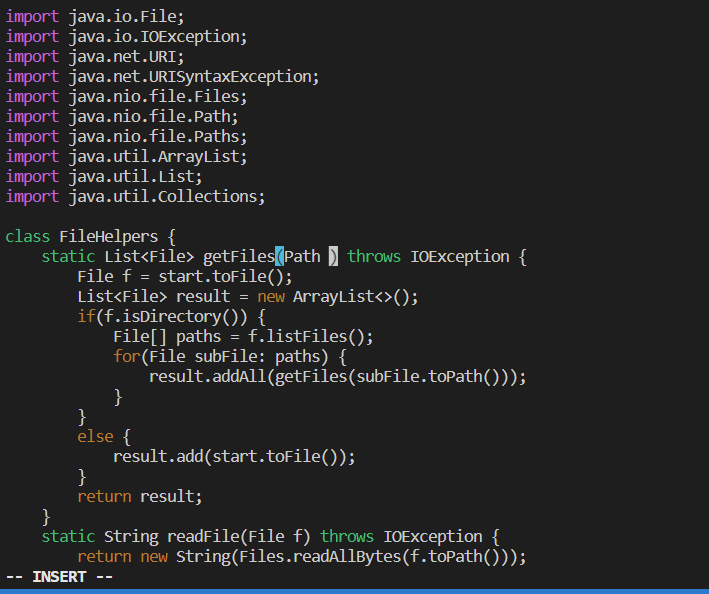 import java.io.File;
import java.io.IOException;
import java.net.URI;
import java.net.URISyntaxException;
import java.nio.file.Files;
import java.nio.file.Path;
import java.nio.file.Paths;
import java.util.ArrayList;
import java.util.List;
import java.util.Collections;

class FileHelpers {
    static List<File> getFiles(Path ) throws IOException {
        File f = start.toFile();
        List<File> result = new ArrayList<>();
        if(f.isDirectory()) {
            File[] paths = f.listFiles();
            for(File subFile: paths) {
                result.addAll(getFiles(subFile.toPath()));
            }
        }
        else {
            result.add(start.toFile());
        }
        return result;
    }
    static String readFile(File f) throws IOException {
        return new String(Files.readAllBytes(f.toPath()));
-- INSERT --